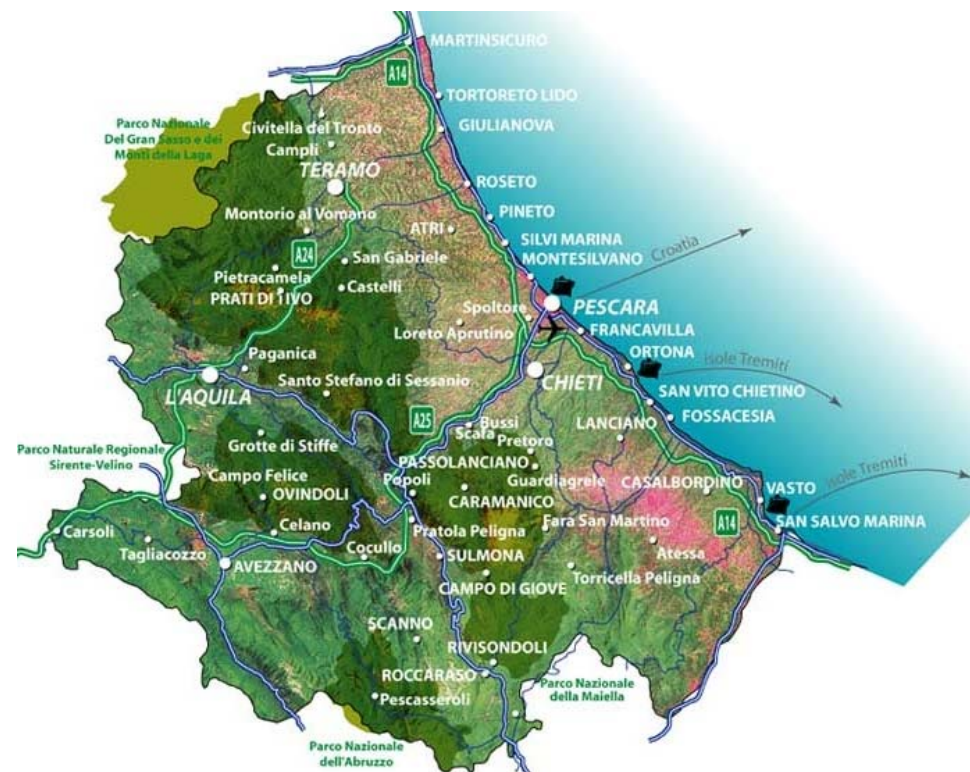 MARTINSICURO
A14
TORTORETO LIDO
Parco Nazionale
Del Gran Sasso e dei
Monti della Laga
Civitella del Tronto
GIULIANOVA
Campli
TERAMO
ROSETO
Montorio al Vomano
PINETO
ATRI
SILVI MARINA
A24
San Gabriele
MONTESILVANO
Croatia
Pietracamela
PRATI DI TIVO
Castelli
Spoltore
PESCARA
Loreto Aprutino
FRANCAVILLA
ORTONA
Paganica
isole Tremiti
L'AQUILA
Santo Stefano di Sessanio
CHIETI
SAN VITO CHIETINO
A25
Bussi
LANCIANO
FOSSACESIA
Scafa
Pretoro
Grotte di Stiffe
Parco Naturale Regionale
Sirente-Velino
PASSOLANCIANO
isole Tremiti
Campo Felice
Popoli
Guardiagrele
CASALBORDINO
VASTO
OVINDOLI
CARAMANICO
A14
SAN SALVO MARINA
Carsoli
Celano
Pratola Peligna
Fara San Martino
Tagliacozzo
Cocullo
Atessa
AVEZZANO
SULMONA
CAMPO DI GIOVE
Torricella Peligna
SCANNO
RIVISONDOLI
ROCCARASO
Pescasseroli
Parco Nazionale
della Maiella
Parco Nazionale
dell'Abruzzo